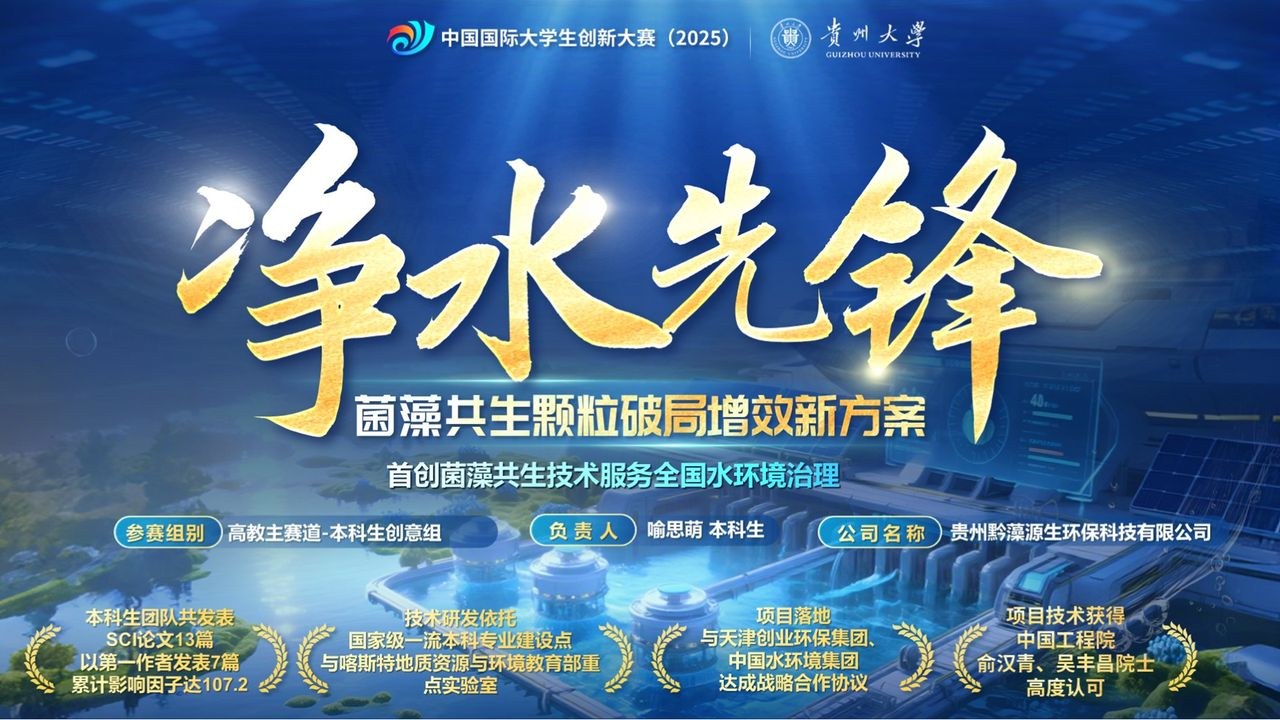 中国国际大学生创新大赛（2025）
貴州大學
GUIZHOU UNIVERSITY
净水先锋
菌藻共生颗粒破局增效新方案
首创菌藻共生技术服务全国水环境治理
参赛组别 高教主赛道-本科生创意组
负责人 喻思萌 本科生
公司名称 贵州黔藻源生环保科技有限公司
本科生团队共发表
SCI论文13篇
以第一作者发表7篇
累计影响因子达107.2
技术研发依托
国家级一流本科专业建设点
与喀斯特地质资源与环境教育部重
点实验室
项目落地
与天津创业环保集团、
中国水环境集团
达成战略合作协议
项目技术获得
中国工程院
俞汉青、吴丰昌院士
高度认可